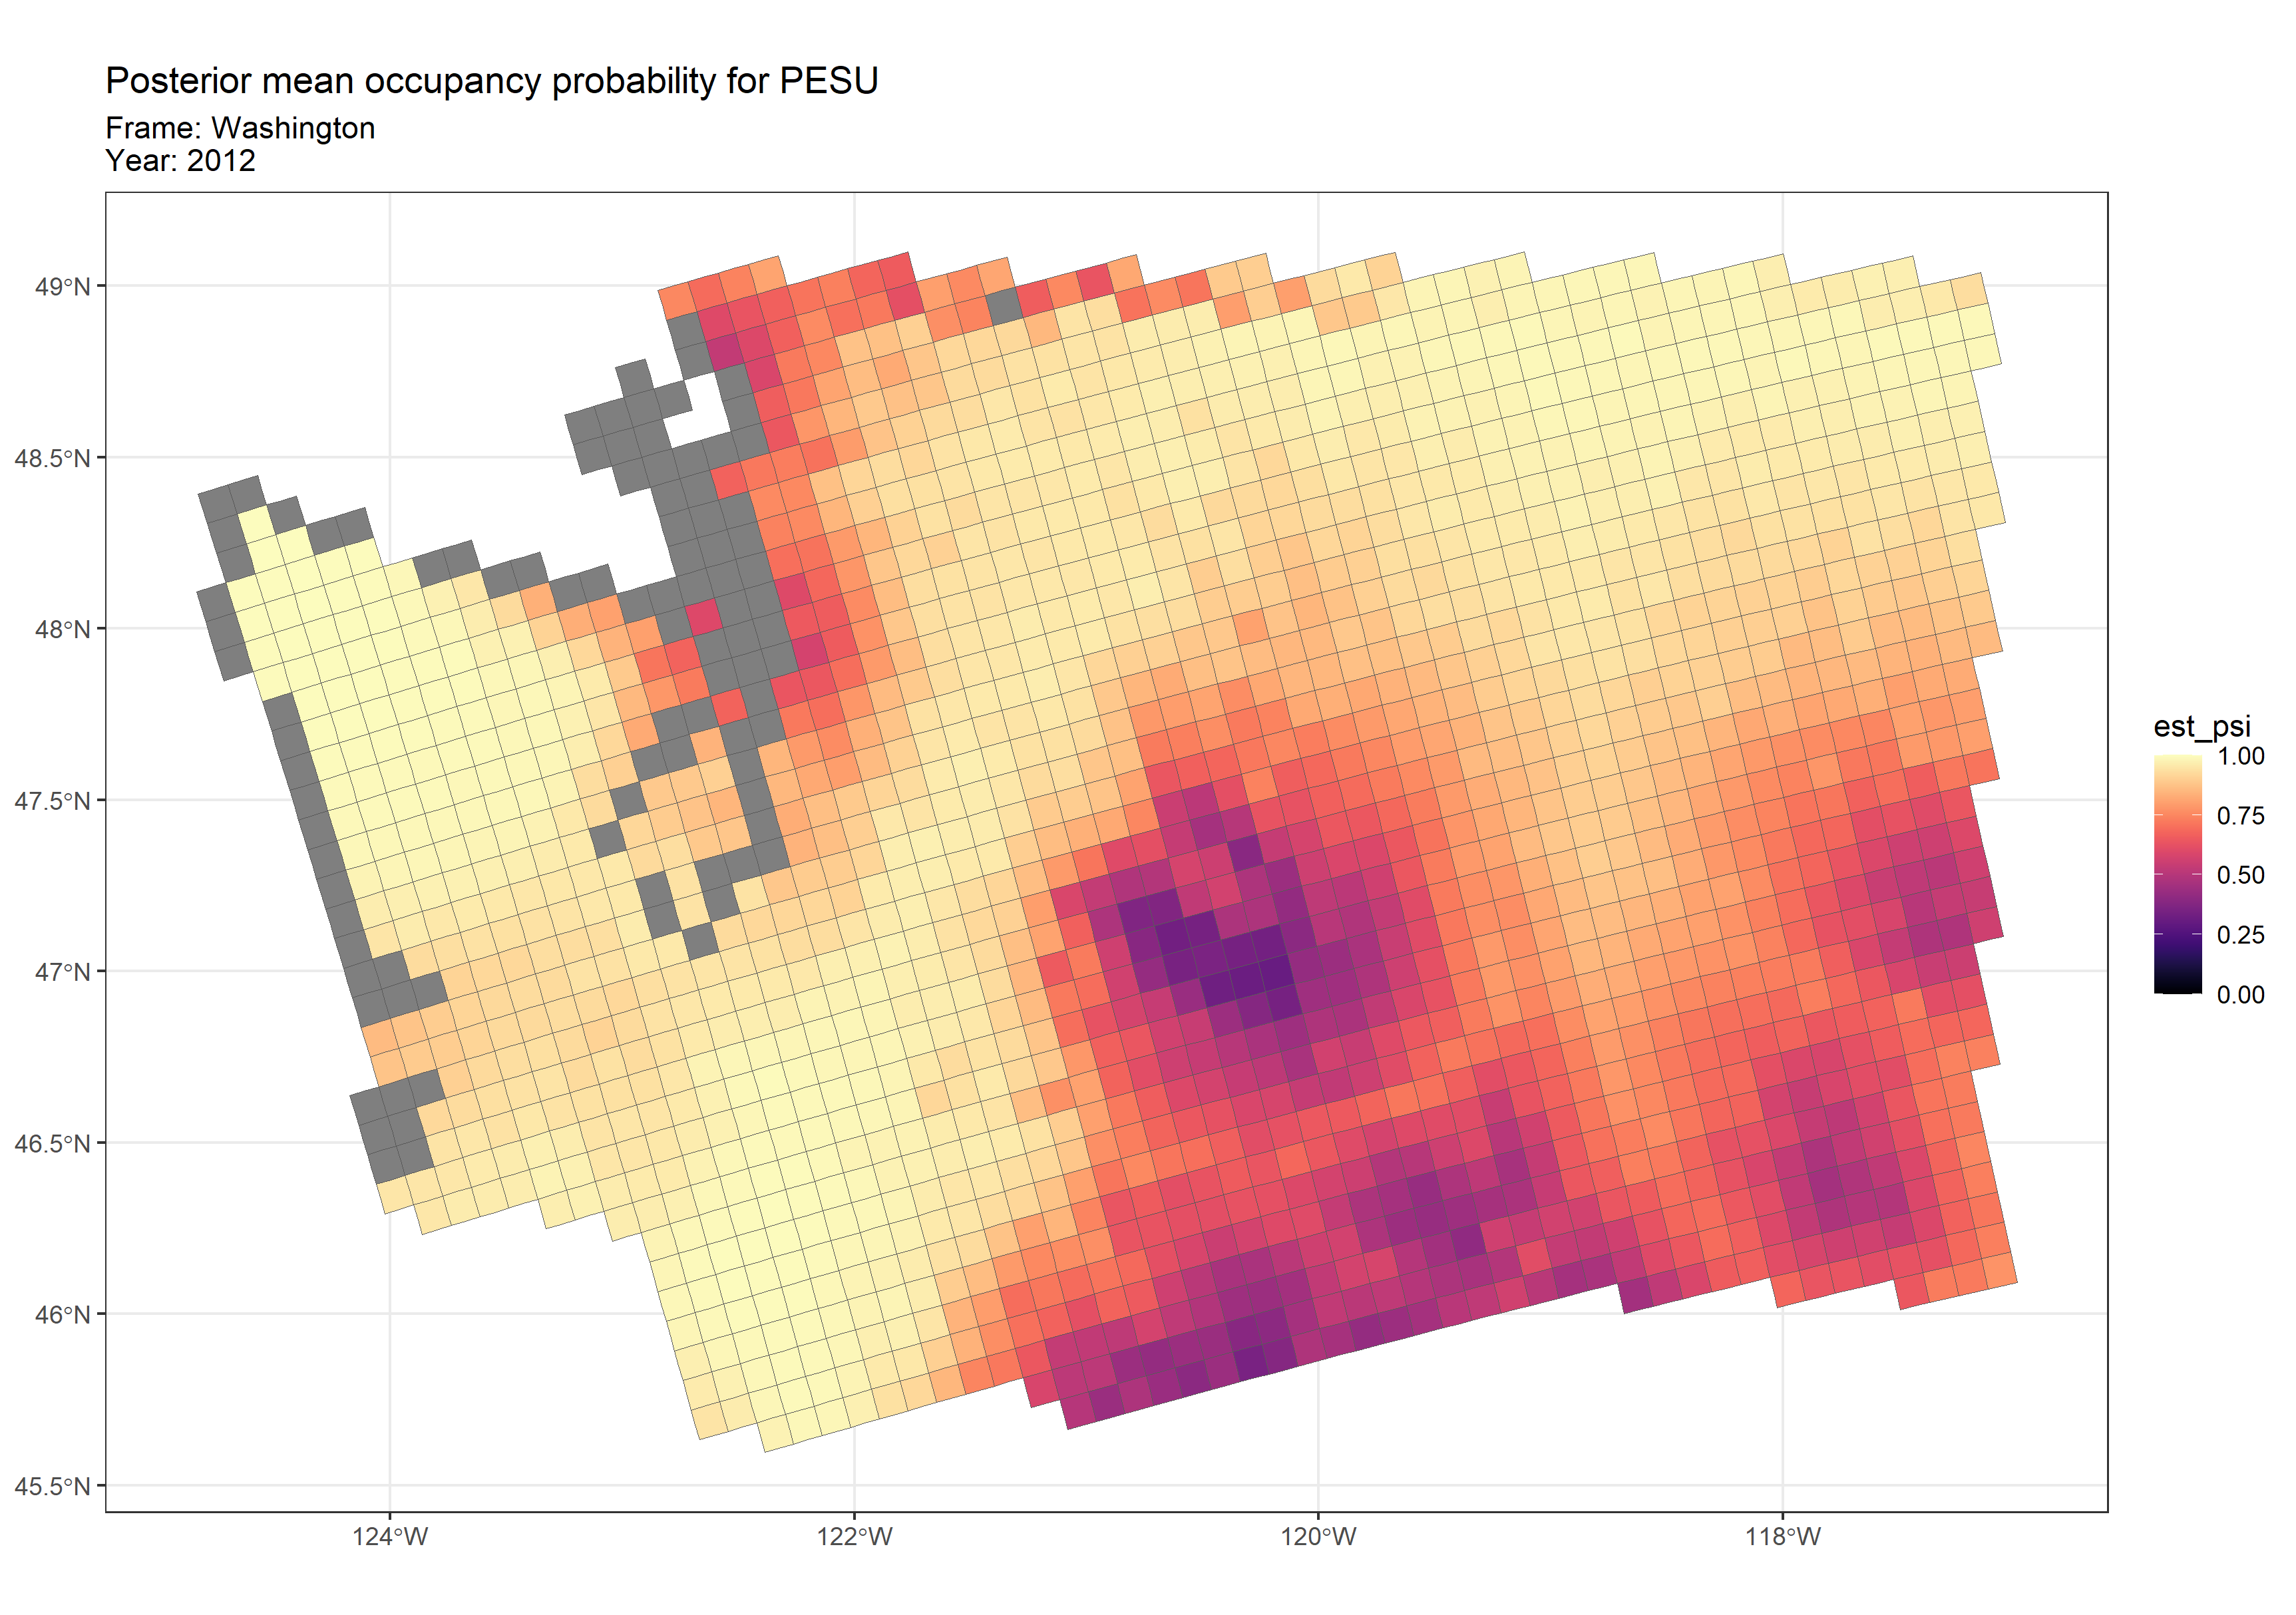 Posterior mean occupancy probability for PESU
Frame: Washington
Year: 2012
49°N
48.5°N
48°N
47.5°N
47°N
46.5°N
46°N
45.5°N
124°W
122°W
120°W
118°W
est_psi
1.00
0.75
0.50
0.25
0.00